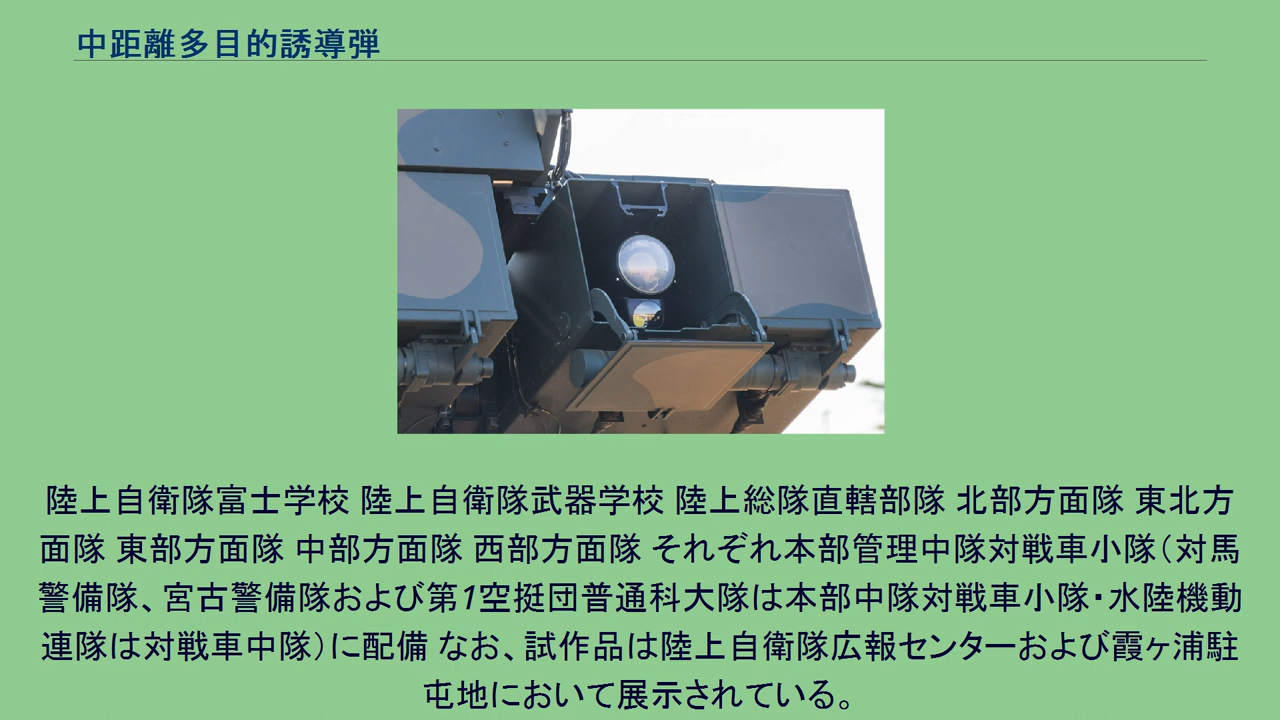 中距離多目的誘導弾
陸上自衛隊富士学校 陸上自衛隊武器学校 陸上総隊直轄部隊 北部方面隊 東北方
面隊 東部方面隊 中部方面隊 西部方面隊 それぞれ本部管理中隊対戦車小隊（対馬
警備隊、宮古警備隊および第1空挺団普通科大隊は本部中隊対戦車小隊・水陸機動
連隊は対戦車中隊）に配備 なお、試作品は陸上自衛隊広報センターおよび霞ヶ浦駐
屯地において展示されている。